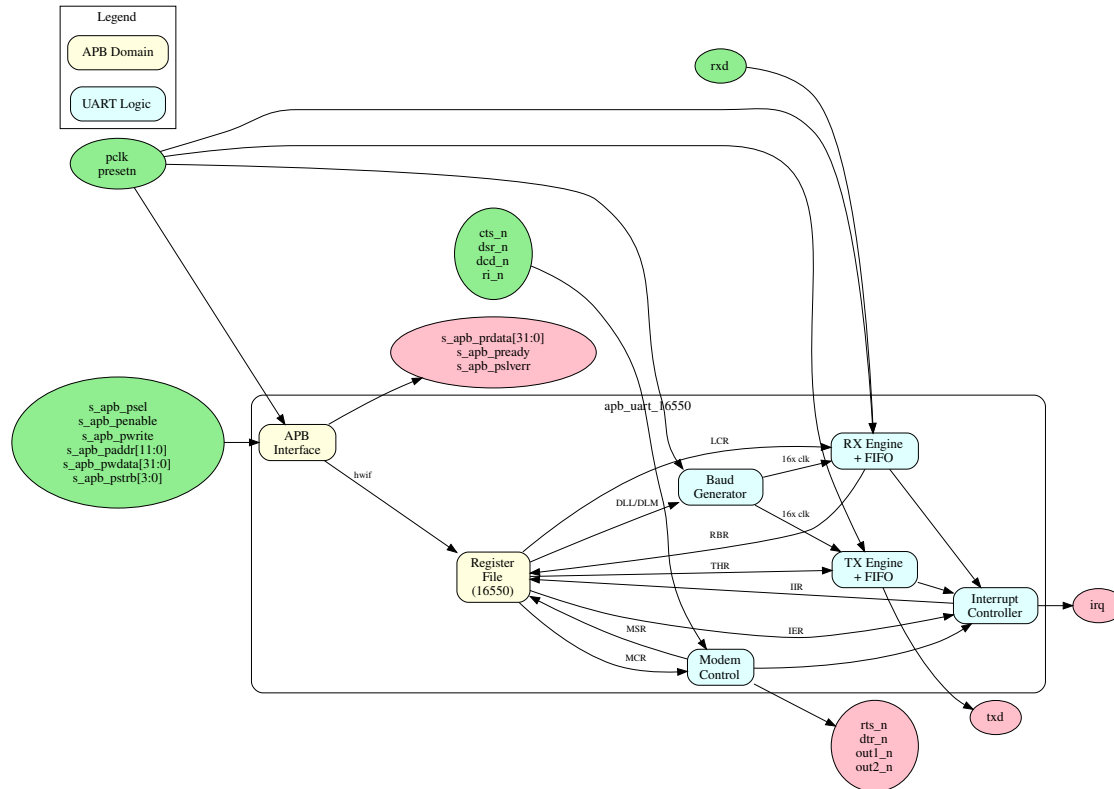 Legend
APB Domain
UART Logic
rxd
pclk
presetn
cts_n
dsr_n
dcd_n
ri_n
s_apb_prdata[31:0]
s_apb_pready
s_apb_pslverr
s_apb_psel
s_apb_penable
s_apb_pwrite
s_apb_paddr[11:0]
s_apb_pwdata[31:0]
s_apb_pstrb[3:0]
apb_uart_16550
APB
Interface
hwif
LCR
RX Engine
+ FIFO
16x clk
Baud
Generator
DLL/DLM
16x clk
RBR
THR
TX Engine
+ FIFO
Register
File
(16550)
IIR
Interrupt
Controller
irq
IER
MSR
MCR
Modem
Control
txd
rts_n
dtr_n
out1_n
out2_n